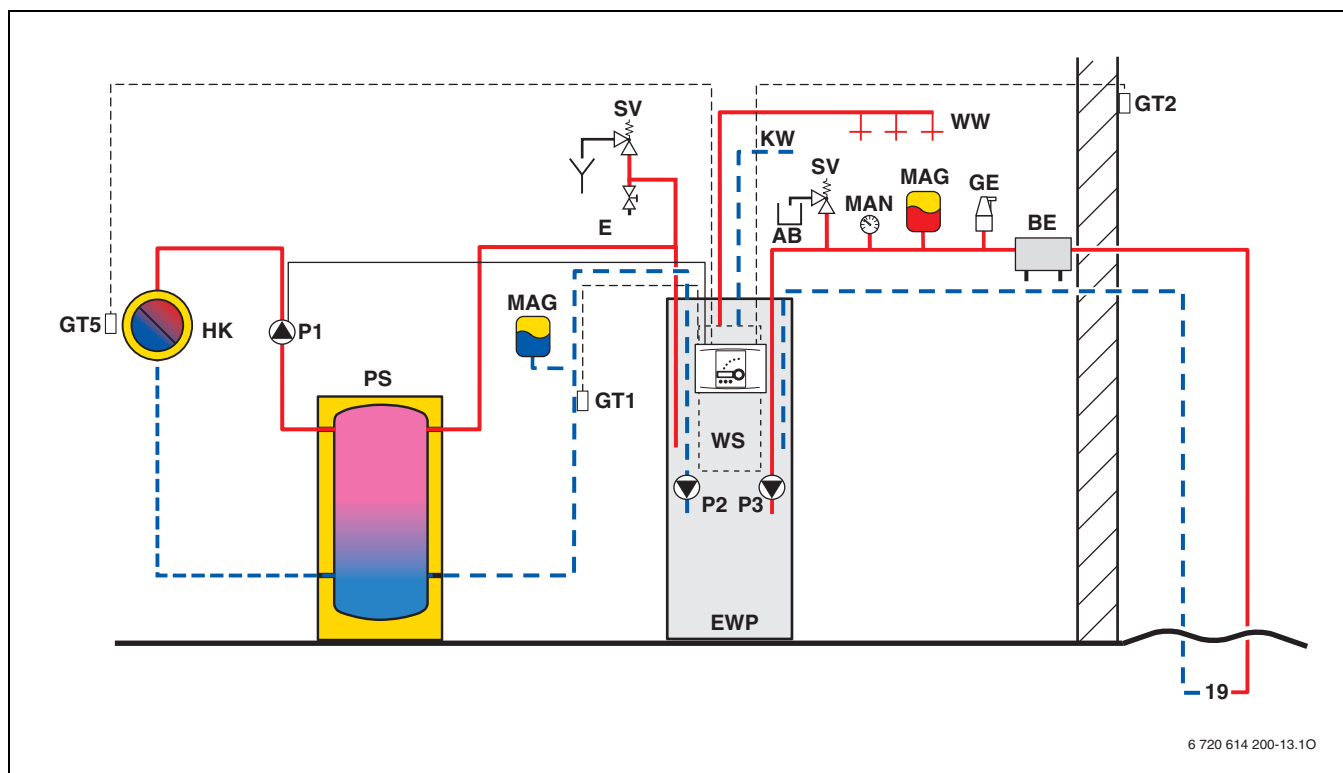 SV
GT2
WW
KW
SV
MAG
GE
MAN
E
AB
BE
MAG
GT5
HK
P1
PS
GT1
WS
P2
P3
EWP
19
6 720 614 200-13.1O